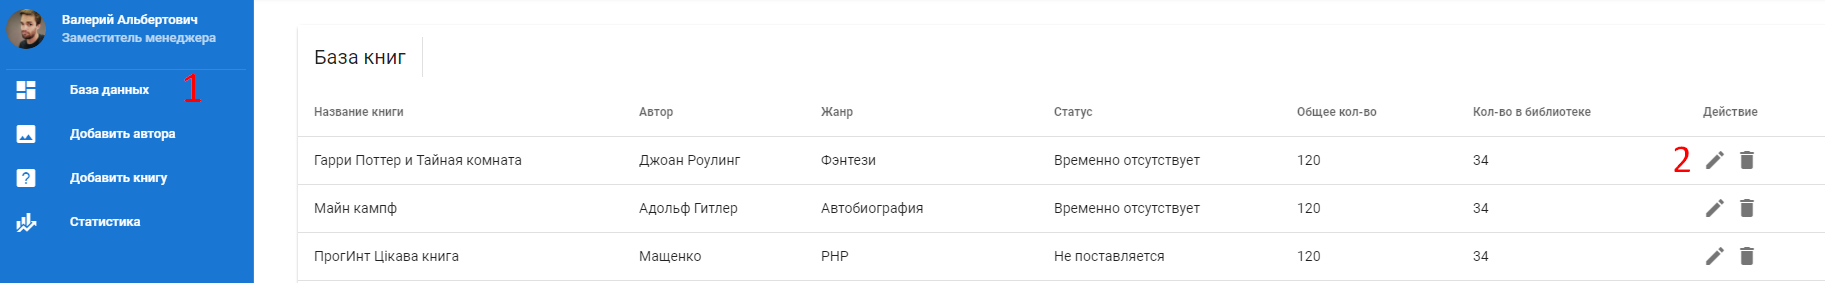 Валерий Альбертович
Заместитель менеджера
База данных 1
Добавить автора
Добавить книгу
Статистика
База книг
Название книги Автор Жанр Статус Общее кол-во Кол-во в библиотеке Действие
Гарри Поттер и Тайная комната Джоан Роулинг Фэнтези Временно отсутствует 120 34 2
Майн кампф Адольф Гитлер Автобиография Временно отсутствует 120 34
ПрогИнт Цікава книга Мащенко PHP Не поставляется 120 34